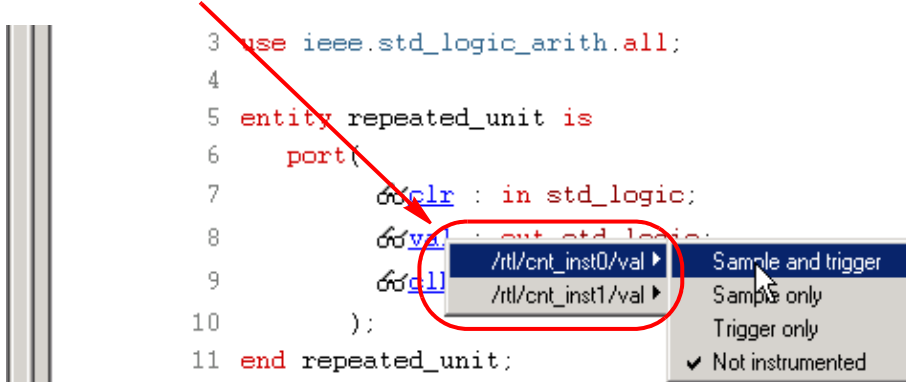 3 use ieee.std_logic_arith.all;
4
5 entity repeated_unit is
6 port(
7 clr : in std_logic;
8 val : out std_logic;
9
10 );
11 end repeated_unit;
/rtl/cnt_inst0/val
/rtl/cnt_inst1/val
Sample and trigger
Sample only
Trigger only
Not instrumented